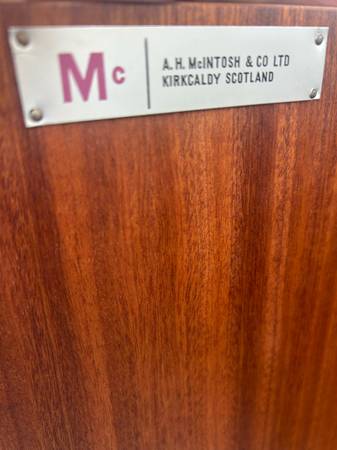 Mc
A. H. McINTOSH & CO LTD
KIRKCALDY SCOTLAND